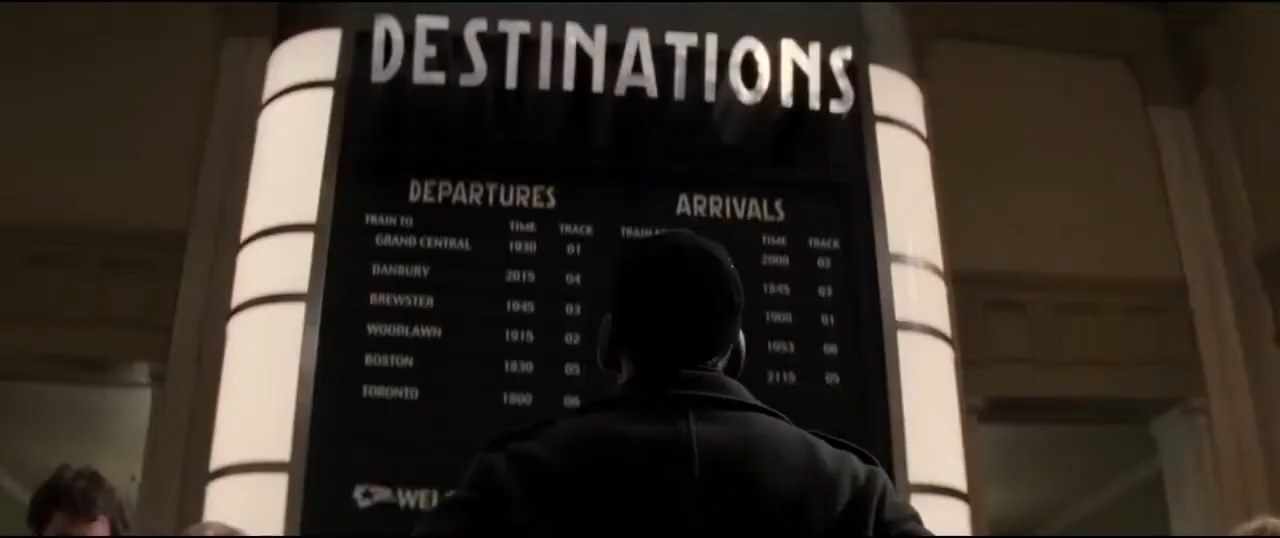 DESTINATIONS
DEPARTURES
TRAIN TO TIME TRACK
GRAND CENTRAL 1930 01
DANBURY 2015 04
BREWSTER 1945 03
WOODLAWN 1915 02
BOSTON 1830 05
TORONTO 1800 06
ARRIVALS
TRAIN TIME TRACK
2000 02
1845 03
1900 01
1953 06
2115 05
WEL